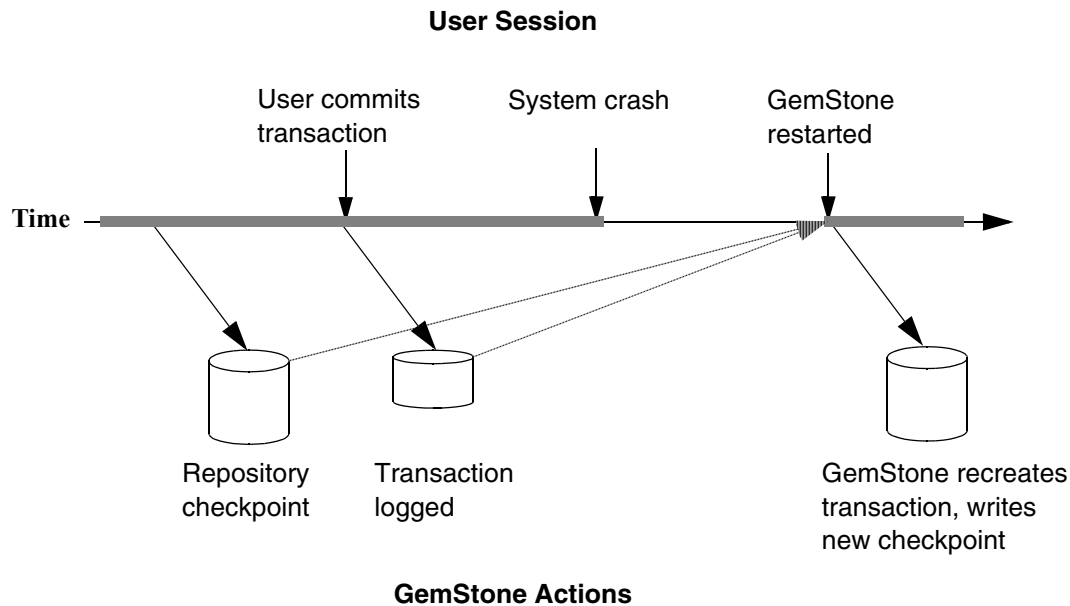 User Session
User commits
transaction
System crash
GemStone
restarted
Time
Repository
checkpoint
Transaction
logged
GemStone recreates
transaction, writes
new checkpoint
GemStone Actions